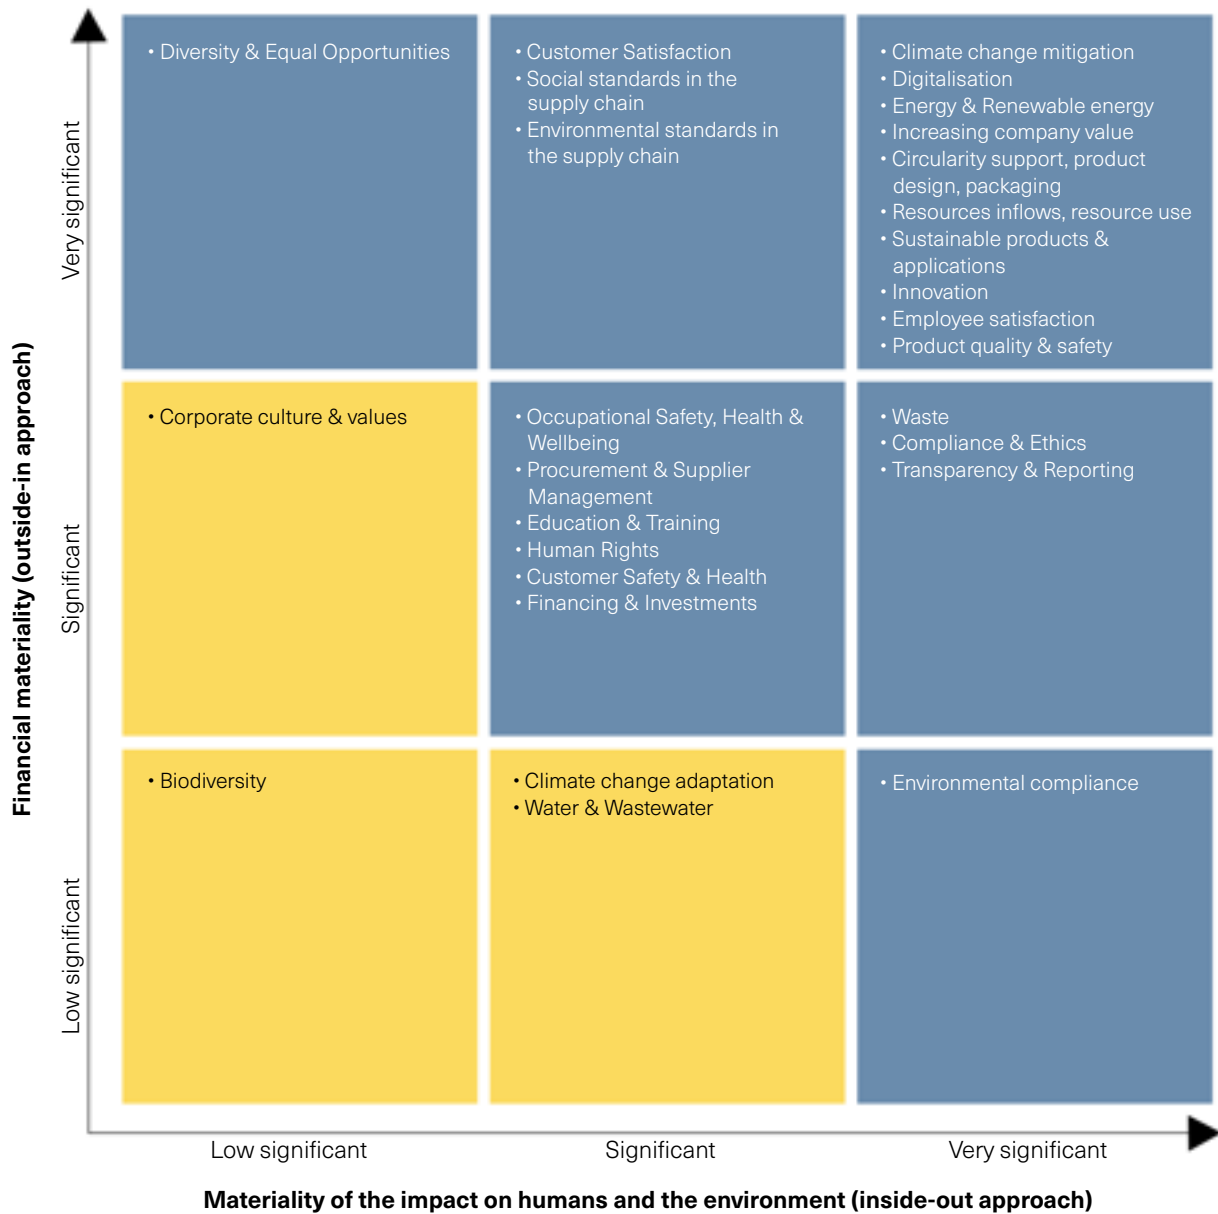 Financial materiality (outside-in approach)
Very significant
Significant
Low significant
• Diversity & Equal Opportunities
• Customer Satisfaction
• Social standards in the
supply chain
• Environmental standards in
the supply chain
• Climate change mitigation
• Digitalisation
• Energy & Renewable energy
• Increasing company value
• Circularity support, product
design, packaging
• Resources inflows, resource use
• Sustainable products &
applications
• Innovation
• Employee satisfaction
• Product quality & safety
• Corporate culture & values
• Occupational Safety, Health &
Wellbeing
• Procurement & Supplier
Management
• Education & Training
• Human Rights
• Customer Safety & Health
• Financing & Investments
• Waste
• Compliance & Ethics
• Transparency & Reporting
• Biodiversity
• Climate change adaptation
• Water & Wastewater
• Environmental compliance
Low significant
Significant
Very significant
Materiality of the impact on humans and the environment (inside-out approach)